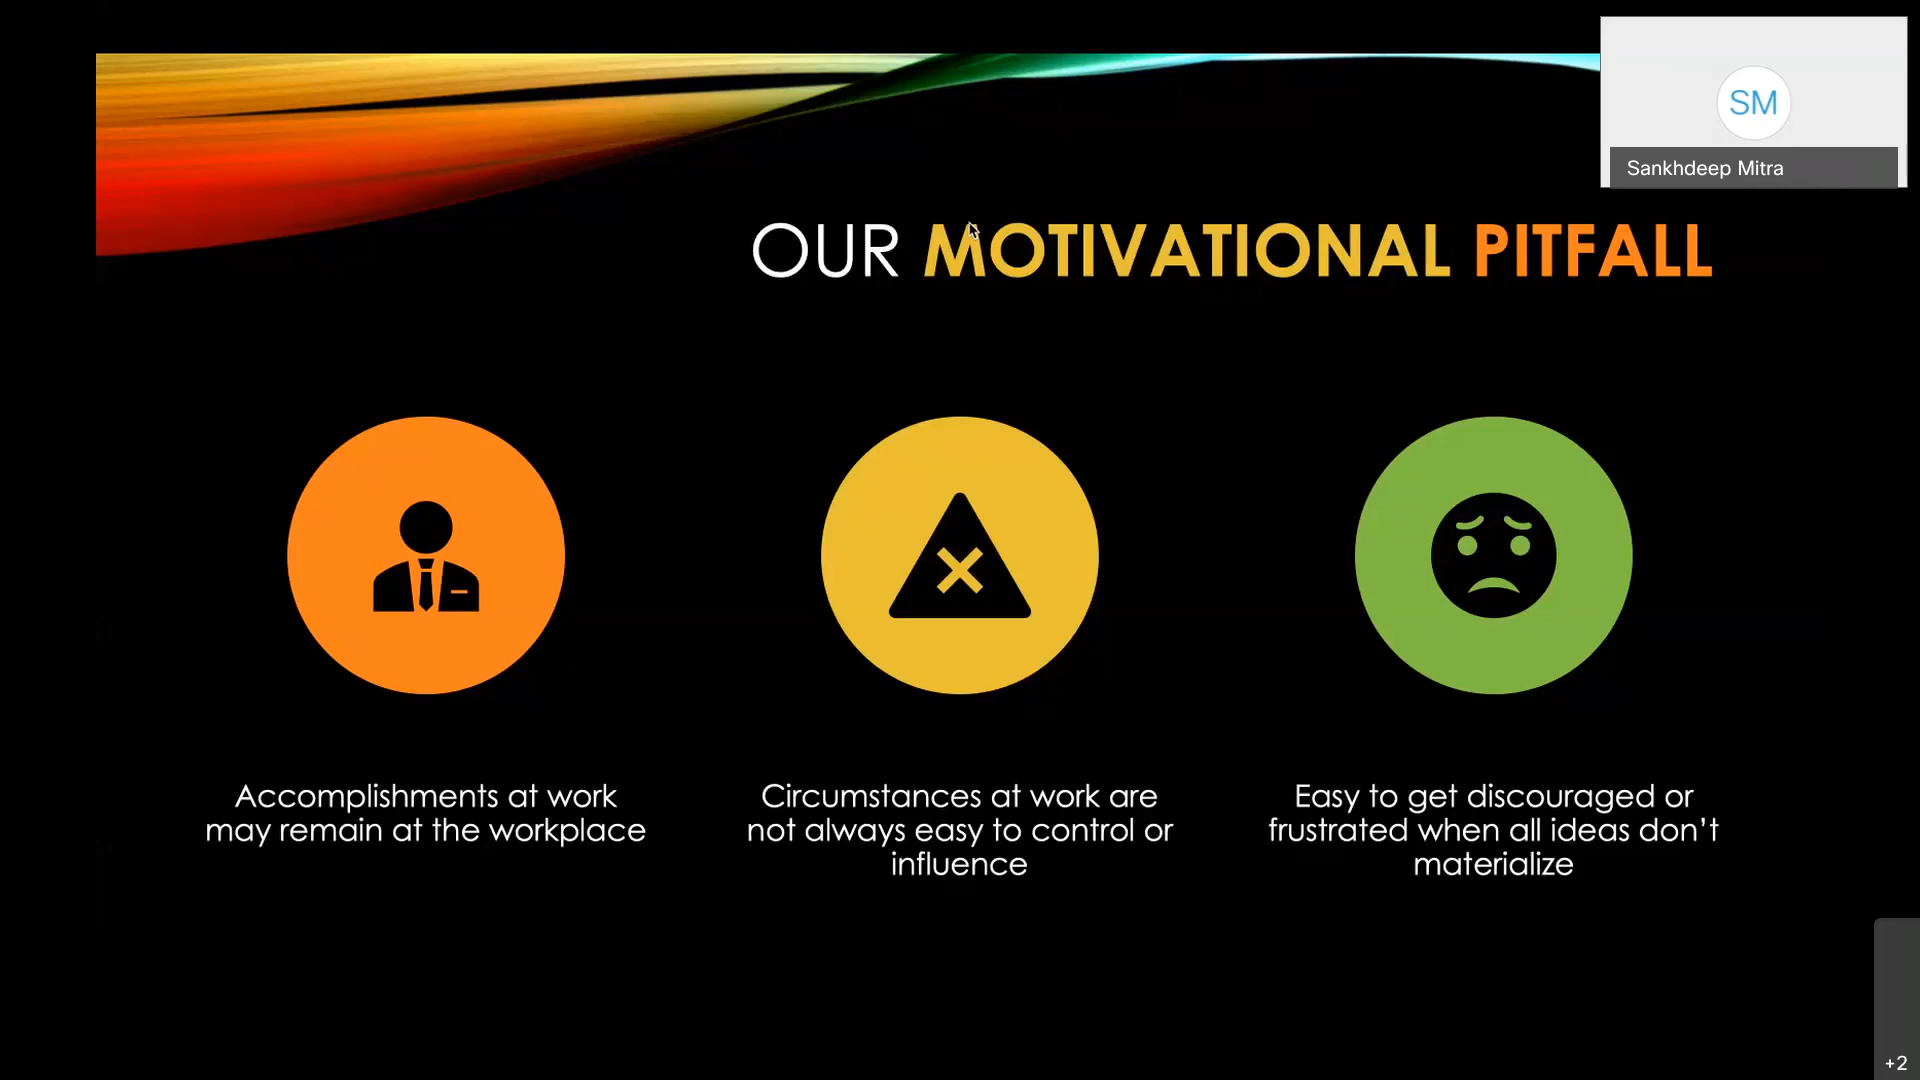 SM
Sankhdeep Mitra
OUR MOTIVATIONAL PITFALL
Accomplishments at work
may remain at the workplace
Circumstances at work are
not always easy to control or
influence
Easy to get discouraged or
frustrated when all ideas don’t
materialize
+2